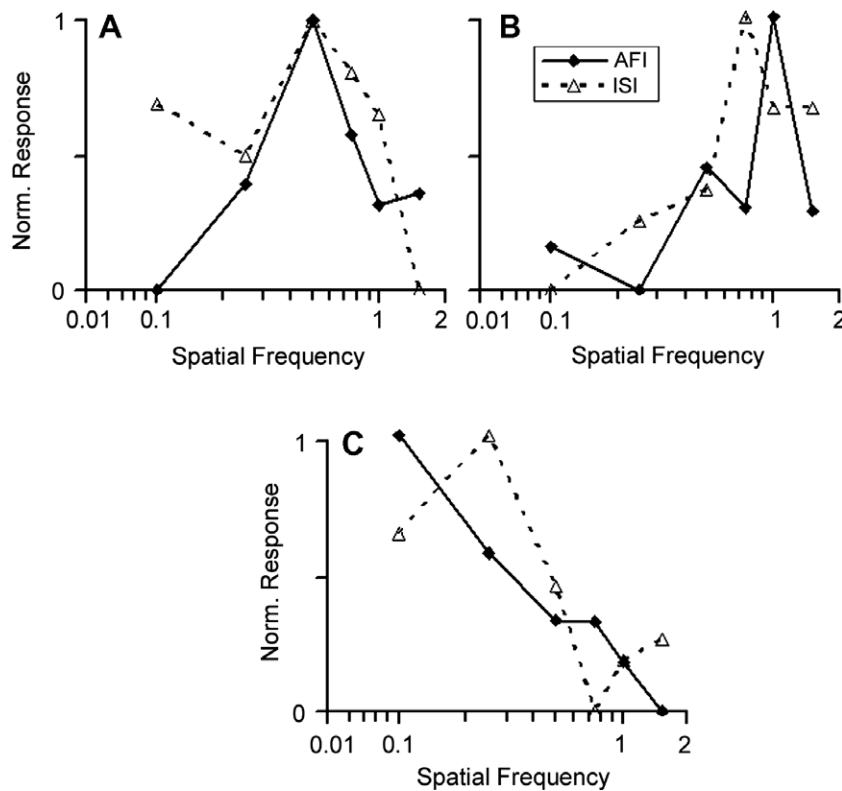 A
1
Norm. Response
0
0.01 0.1 1 2
Spatial Frequency
B
AFI
ISI
0.01 0.1 1 2
Spatial Frequency
C
1
Norm. Response
0
0.01 0.1 1 2
Spatial Frequency